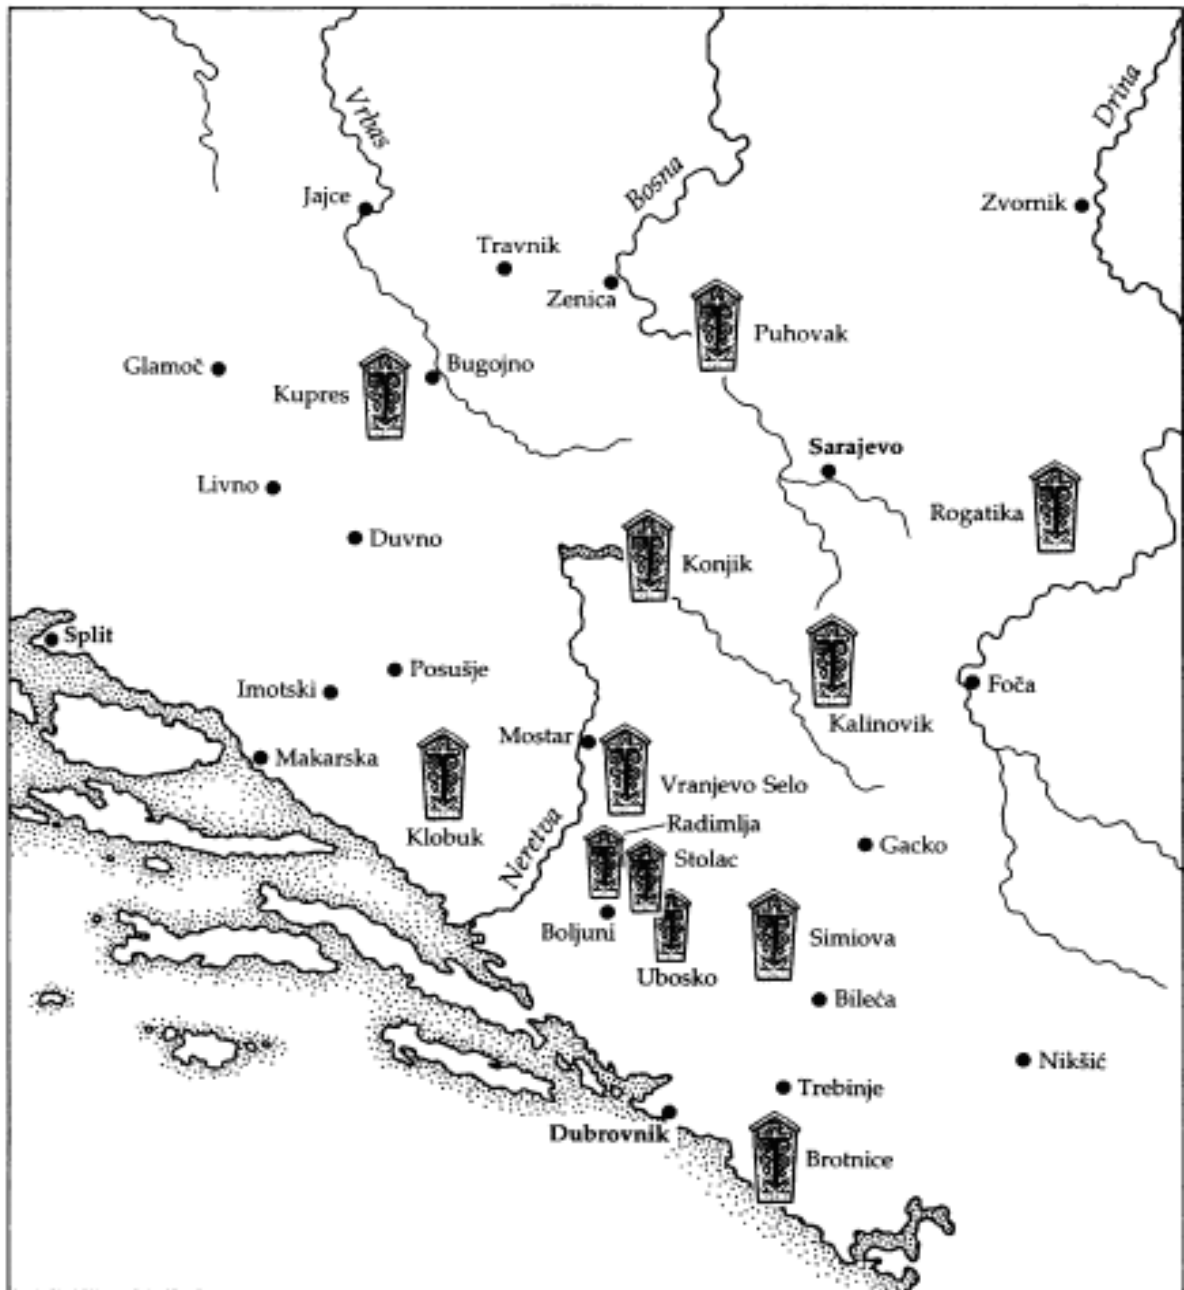 Vrbas
Drina
Bosna
Jajce
Zvornik
Travnik
Zenica
Puhovak
Glamoč
Bugojno
Kupres
Sarajevo
Livno
Rogatika
Duvno
Konjik
Split
Posušje
Imotski
Foča
Kalinovik
Mostar
Makarska
Vranjevo Selo
Klobuk
Neretva
Radimlja
Gacko
Stolac
Boljuni
Simiova
Ubosko
Bileća
Nikšić
Trebinje
Dubrovnik
Brotnice